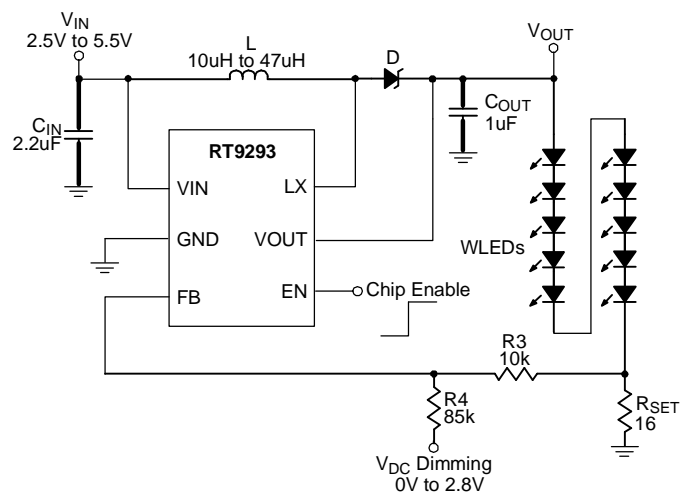 VIN
2.5V to 5.5V
L
10uH to 47uH
D
VOUT
CIN
2.2uF
COUT
1uF
RT9293
VIN
LX
GND
VOUT
WLEDs
FB
EN
Chip Enable
R3
10k
R4
85k
RSET
16
VDC Dimming
0V to 2.8V